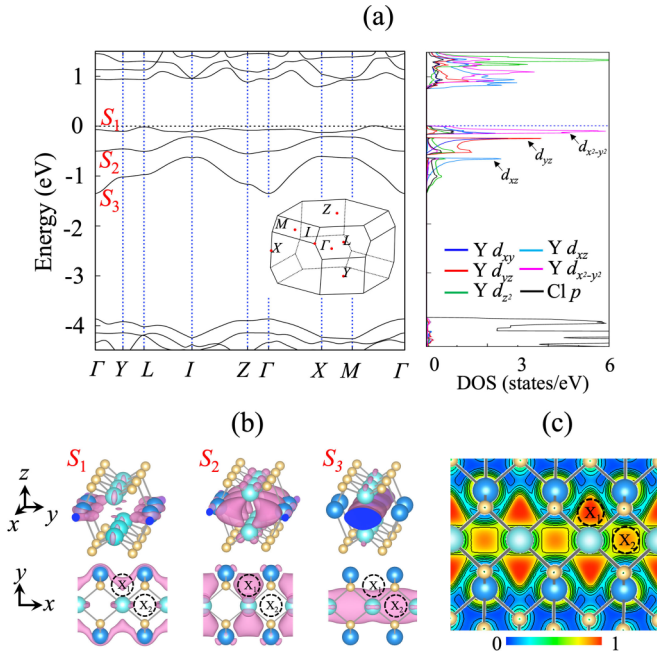 (a)
Energy (eV)
1
0
-1
-2
-3
-4
S1
S2
S3
Z
M
I
Γ
L
X
Y
Γ Y L I Z Γ X M Γ
dx²-y²
dyz
dxz
Y dxy
Y dyz
Y dz²
Y dxz
Y dx²-y²
Cl p
0 3 6
DOS (states/eV)
(b) (c)
S1 S2 S3
z
x y
y
x
X1 X1 X1 X1
X2 X2 X2 X2
0 1